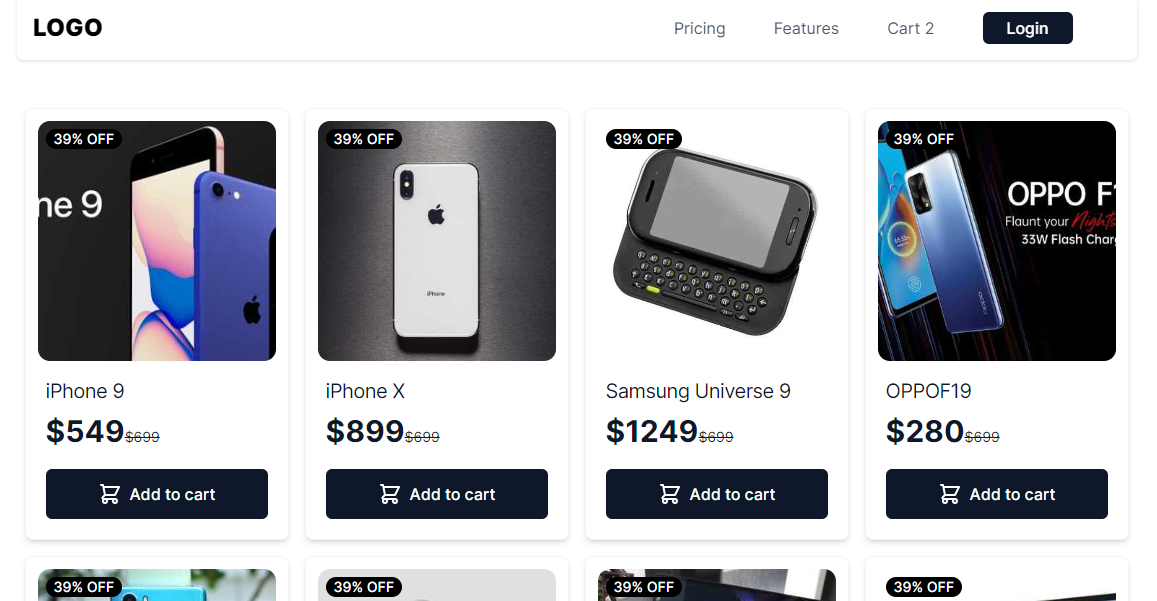 LOGO
Pricing
Features
Cart 2
Login
39% OFF
39% OFF
39% OFF
39% OFF
ne 9
iPhone
OPPO F1
Flaunt your Nights
33W Flash Char
iPhone 9
iPhone X
Samsung Universe 9
OPPOF19
$549$699
$899$699
$1249$699
$280$699
Add to cart
Add to cart
Add to cart
Add to cart
39% OFF
39% OFF
39% OFF
39% OFF